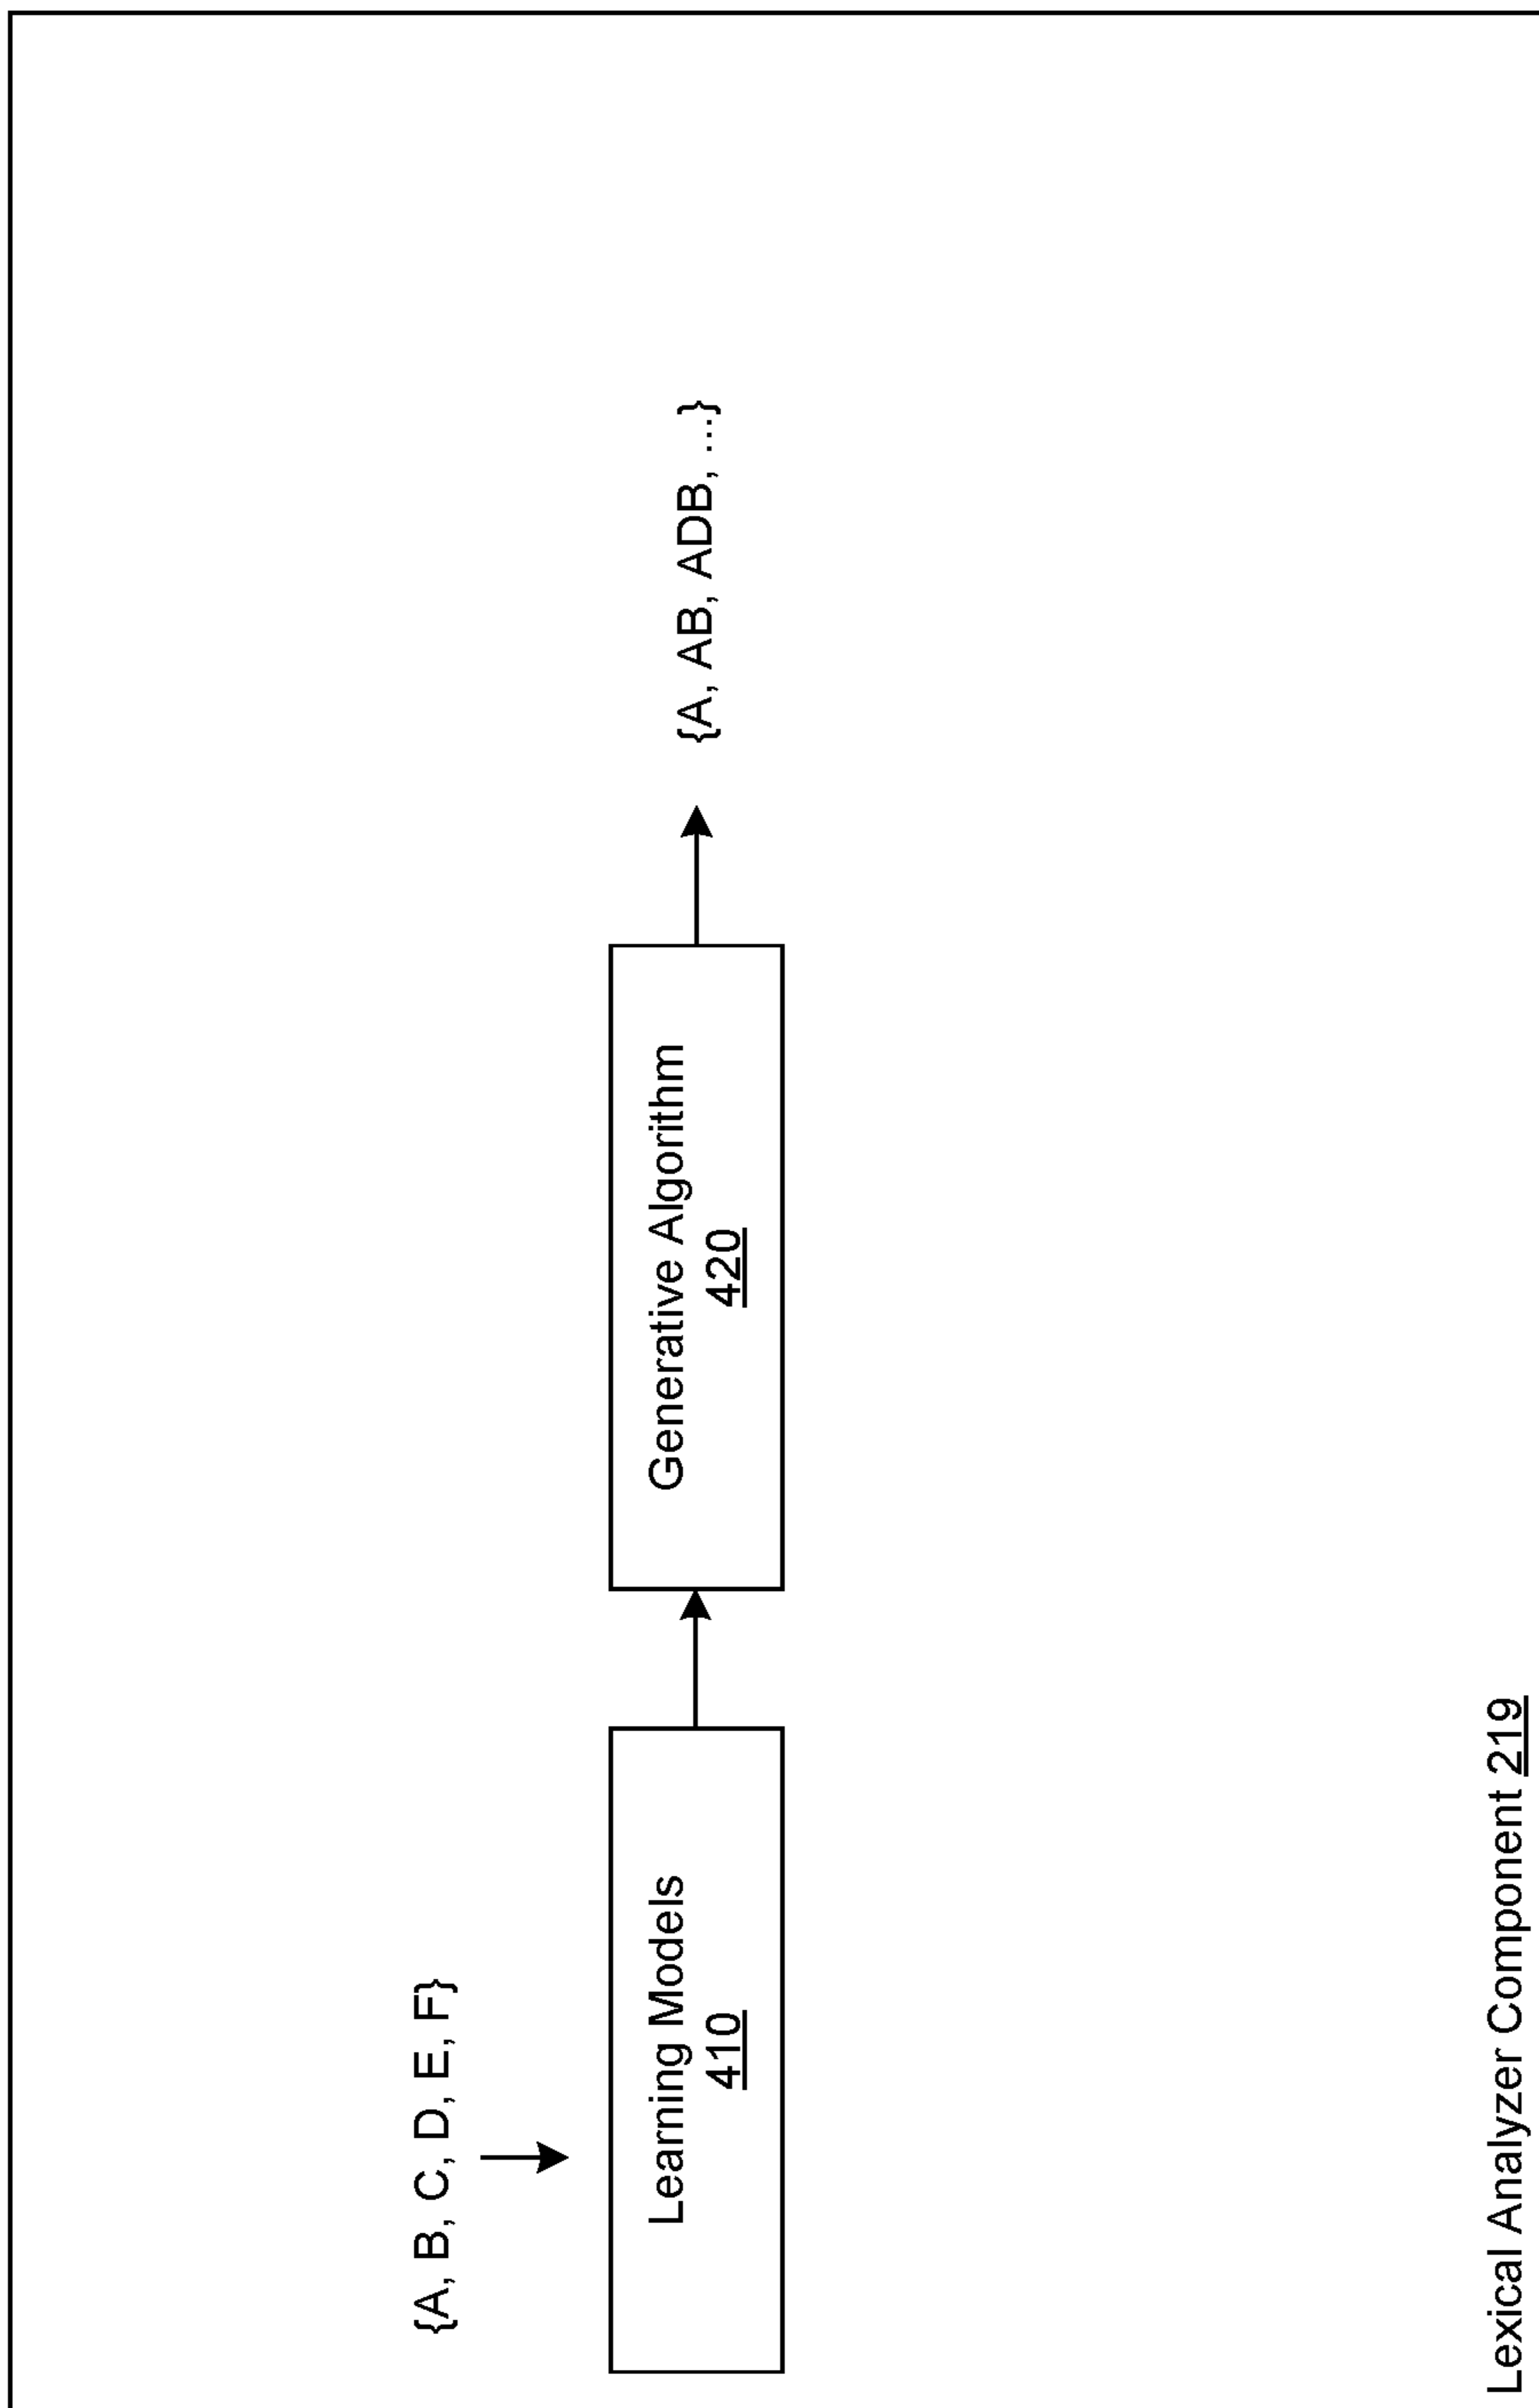 {A, B, C, D, E, F}
Learning Models
410
Generative Algorithm
420
{A, AB, ADB, ...}
Lexical Analyzer Component 219